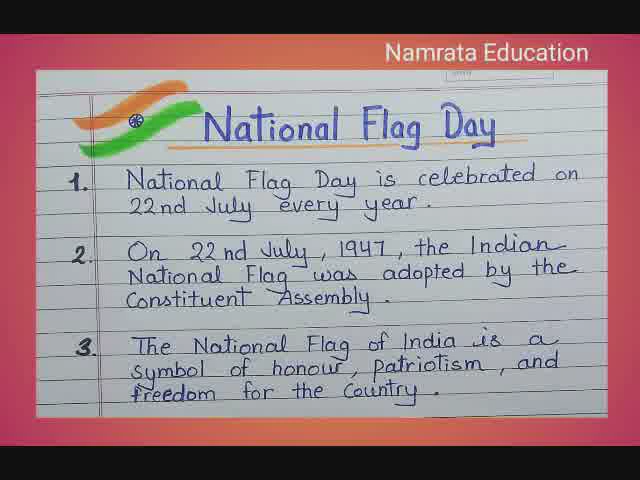 Namrata Education
National Flag Day
1. National Flag Day is celebrated on
22nd July every year.
2. On 22nd July, 1947, the Indian
National Flag was adopted by the
Constituent Assembly.
3. The National Flag of India is a
symbol of honour, patriotism, and
freedom for the Country.